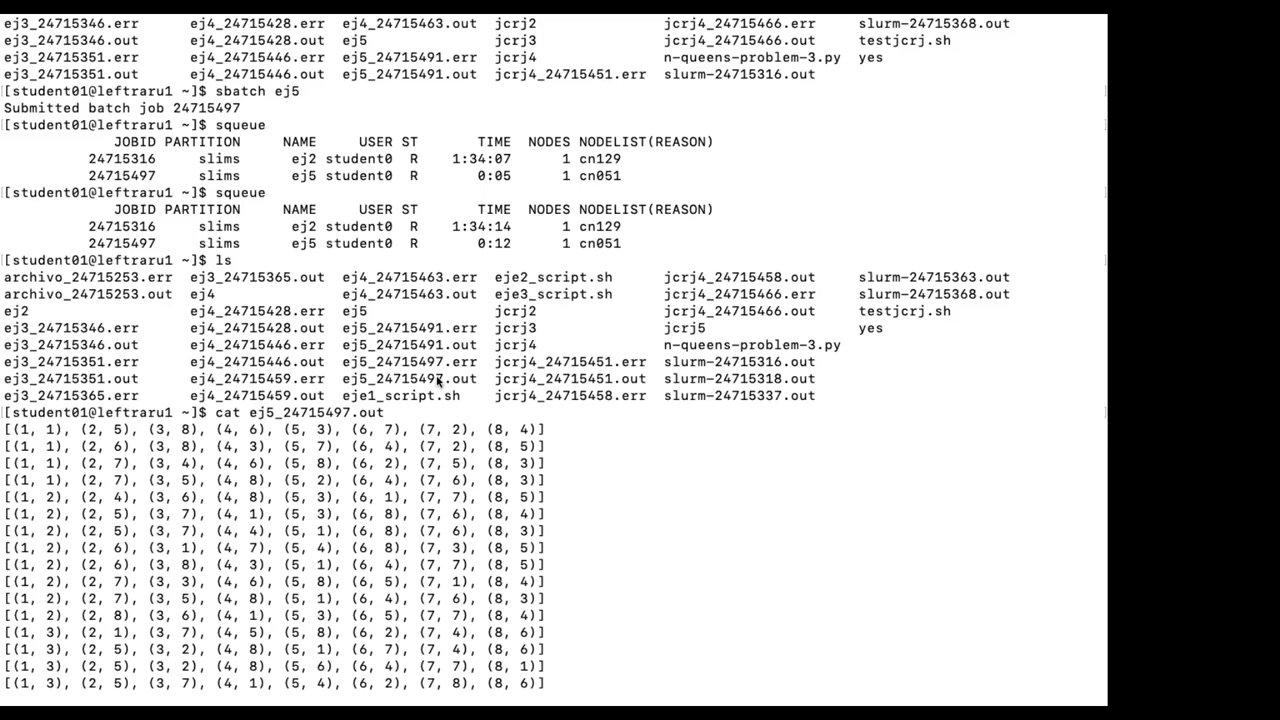 ej3_24715346.err ej4_24715428.err ej4_24715463.out jcrj2 jcrj4_24715466.err slurm-24715368.out
ej3_24715346.out ej4_24715428.out ej5 jcrj3 jcrj4_24715466.out testjcrj.sh
ej3_24715351.err ej4_24715446.err ej5_24715491.err jcrj4 n-queens-problem-3.py yes
ej3_24715351.out ej4_24715446.out ej5_24715491.out jcrj4_24715451.err slurm-24715316.out
[student01@leftraru1 ~]$ sbatch ej5
Submitted batch job 24715497
[student01@leftraru1 ~]$ squeue
JOBID PARTITION NAME USER ST TIME NODES NODELIST(REASON)
24715316 slims ej2 student0 R 1:34:07 1 cn129
24715497 slims ej5 student0 R 0:05 1 cn051
[student01@leftraru1 ~]$ squeue
JOBID PARTITION NAME USER ST TIME NODES NODELIST(REASON)
24715316 slims ej2 student0 R 1:34:14 1 cn129
24715497 slims ej5 student0 R 0:12 1 cn051
[student01@leftraru1 ~]$ ls
archivo_24715253.err ej3_24715365.out ej4_24715463.err eje2_script.sh jcrj4_24715458.out slurm-24715363.out
archivo_24715253.out ej4 ej4_24715463.out eje3_script.sh jcrj4_24715466.err slurm-24715368.out
ej2 ej4_24715428.err ej5 jcrj2 jcrj4_24715466.out testjcrj.sh
ej3_24715346.err ej4_24715428.out ej5_24715491.err jcrj3 jcrj5 yes
ej3_24715346.out ej4_24715446.err ej5_24715491.out jcrj4 n-queens-problem-3.py
ej3_24715351.err ej4_24715446.out ej5_24715497.err jcrj4_24715451.err slurm-24715316.out
ej3_24715351.out ej4_24715459.err ej5_24715497.out jcrj4_24715451.out slurm-24715318.out
ej3_24715365.err ej4_24715459.out eje1_script.sh jcrj4_24715458.err slurm-24715337.out
[student01@leftraru1 ~]$ cat ej5_24715497.out
[(1, 1), (2, 5), (3, 8), (4, 6), (5, 3), (6, 7), (7, 2), (8, 4)]
[(1, 1), (2, 6), (3, 8), (4, 3), (5, 7), (6, 4), (7, 2), (8, 5)]
[(1, 1), (2, 7), (3, 4), (4, 6), (5, 8), (6, 2), (7, 5), (8, 3)]
[(1, 1), (2, 7), (3, 5), (4, 8), (5, 2), (6, 4), (7, 6), (8, 3)]
[(1, 2), (2, 4), (3, 6), (4, 8), (5, 3), (6, 1), (7, 7), (8, 5)]
[(1, 2), (2, 5), (3, 7), (4, 1), (5, 3), (6, 8), (7, 6), (8, 4)]
[(1, 2), (2, 5), (3, 7), (4, 4), (5, 1), (6, 8), (7, 6), (8, 3)]
[(1, 2), (2, 6), (3, 1), (4, 7), (5, 4), (6, 8), (7, 3), (8, 5)]
[(1, 2), (2, 6), (3, 8), (4, 3), (5, 1), (6, 4), (7, 7), (8, 5)]
[(1, 2), (2, 7), (3, 3), (4, 6), (5, 8), (6, 5), (7, 1), (8, 4)]
[(1, 2), (2, 7), (3, 5), (4, 8), (5, 1), (6, 4), (7, 6), (8, 3)]
[(1, 2), (2, 8), (3, 6), (4, 1), (5, 3), (6, 5), (7, 7), (8, 4)]
[(1, 3), (2, 1), (3, 7), (4, 5), (5, 8), (6, 2), (7, 4), (8, 6)]
[(1, 3), (2, 5), (3, 2), (4, 8), (5, 1), (6, 7), (7, 4), (8, 6)]
[(1, 3), (2, 5), (3, 2), (4, 8), (5, 6), (6, 4), (7, 7), (8, 1)]
[(1, 3), (2, 5), (3, 7), (4, 1), (5, 4), (6, 2), (7, 8), (8, 6)]